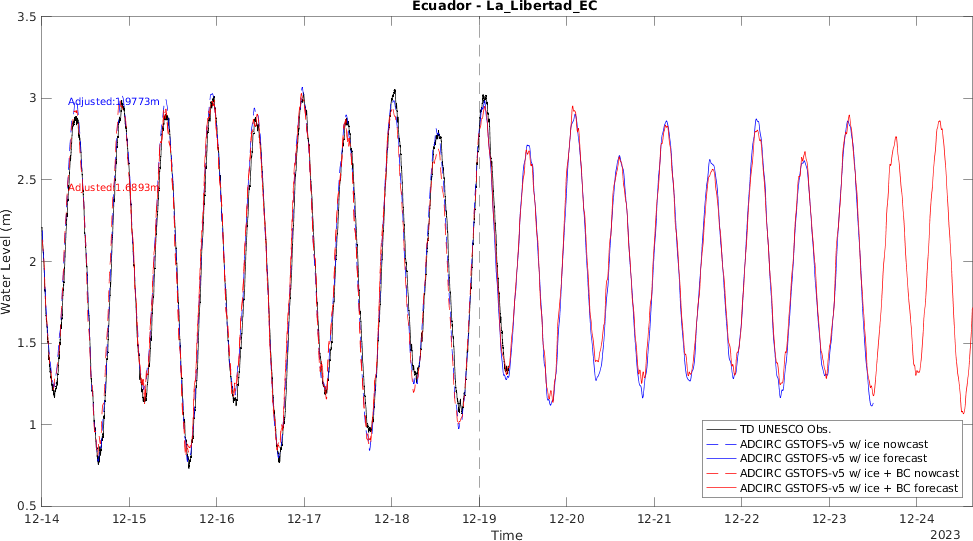 Ecuador - La_Libertad_EC
3.5
3
2.5
2
1.5
1
0.5
Water Level (m)
Adjusted:1.9773m
Adjusted:1.6893m
TD UNESCO Obs.
ADCIRC GSTOFS-v5 w/ ice nowcast
ADCIRC GSTOFS-v5 w/ ice forecast
ADCIRC GSTOFS-v5 w/ ice + BC nowcast
ADCIRC GSTOFS-v5 w/ ice + BC forecast
12-14 12-15 12-16 12-17 12-18 12-19 12-20 12-21 12-22 12-23 12-24
Time
2023